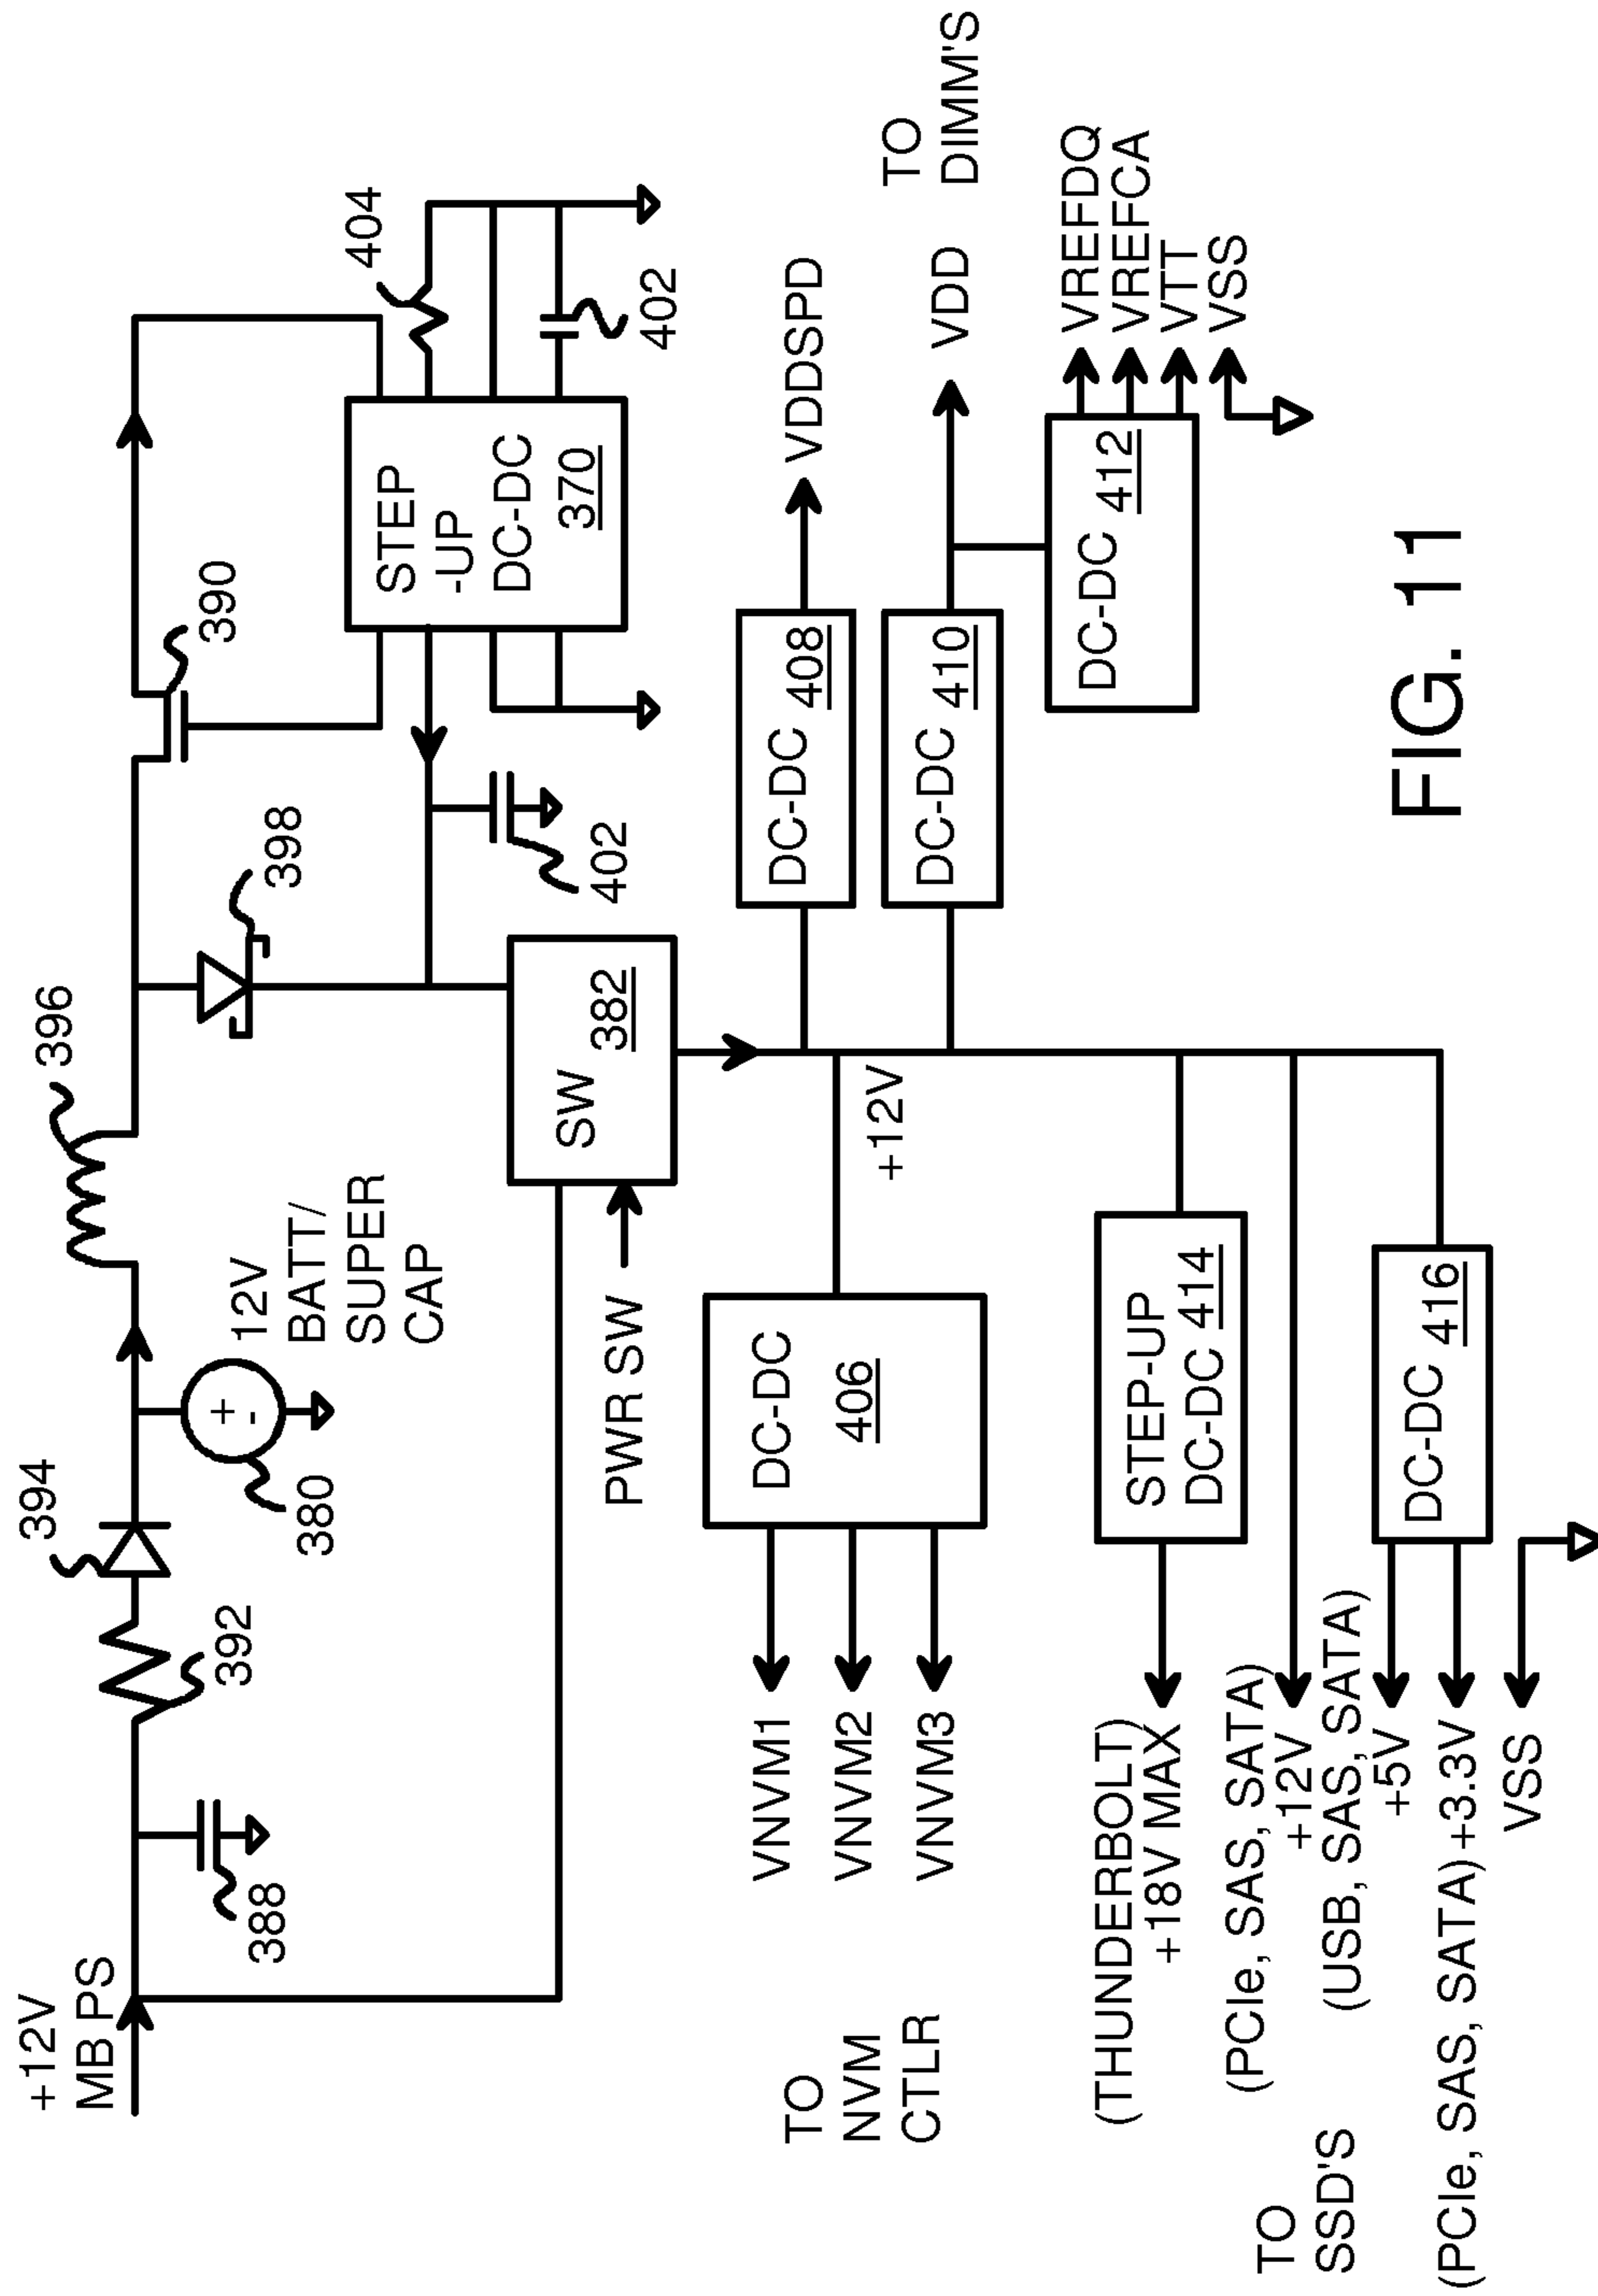 +12V
MB PS
388
392
394
380
12V
BATT/
SUPER
CAP
396
398
390
404
STEP
-UP
DC-DC
370
402
402
SW
382
PWR SW
+12V
DC-DC
408
VDDSPD
DC-DC
410
VDD
TO
DIMM'S
DC-DC
412
VREFDQ
VREFCA
VTT
VSS
TO
NVM
CTLR
VNVM1
VNVM2
VNVM3
DC-DC
406
(THUNDERBOLT)
+18V MAX
STEP-UP
DC-DC 414
(PCIe, SAS, SATA)
+12V
(USB, SAS, SATA)
+5V
(PCIe, SAS, SATA) +3.3V
VSS
DC-DC
416
TO
SSD'S
FIG. 11